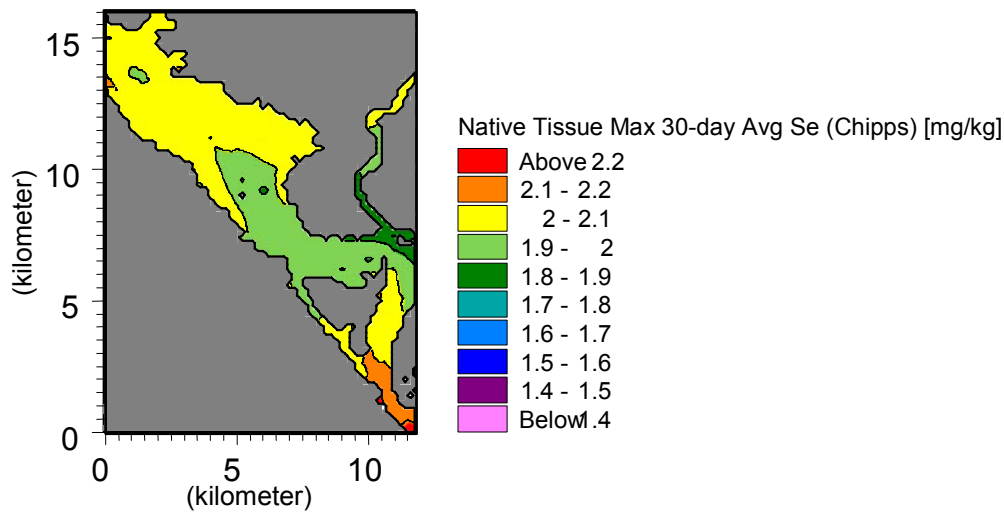 15
10
5
0
(kilometer)
0 5 10
(kilometer)
Native Tissue Max 30-day Avg Se (Chipps) [mg/kg]
Above 2.2
2.1 - 2.2
2 - 2.1
1.9 - 2
1.8 - 1.9
1.7 - 1.8
1.6 - 1.7
1.5 - 1.6
1.4 - 1.5
Below 1.4